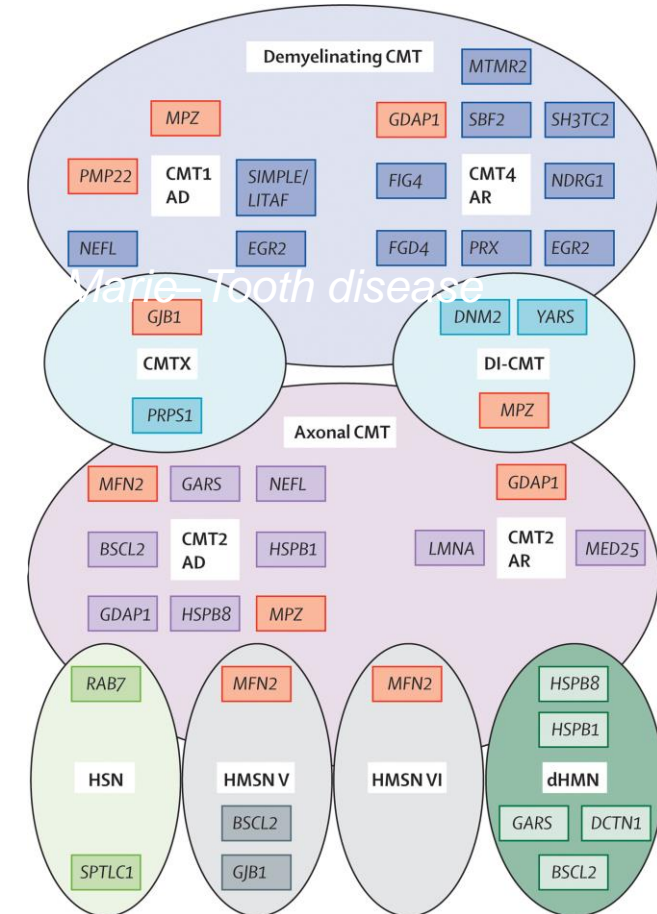 Demyelinating CMT
MTMR2
MPZ
GDAP1
SBF2
SH3TC2
PMP22
CMT1
AD
SIMPLE/
LITAF
FIG4
CMT4
AR
NDRG1
NEFL
EGR2
FGD4
PRX
EGR2
Marie–Tooth disease
GJB1
CMTX
PRPS1
DNM2
YARS
DI-CMT
MPZ
Axonal CMT
MFN2
GARS
NEFL
BSCL2
CMT2
AD
HSPB1
GDAP1
HSPB8
MPZ
GDAP1
LMNA
CMT2
AR
MED25
RAB7
HSN
SPTLC1
MFN2
HMSN V
BSCL2
GJB1
MFN2
HMSN VI
HSPB8
HSPB1
dHMN
GARS
DCTN1
BSCL2